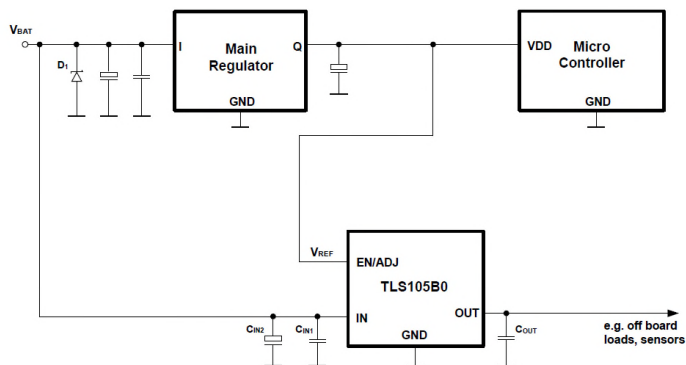 VBAT
D1
I
Main
Regulator
Q
GND
VDD
Micro
Controller
GND
VREF
EN/ADJ
TLS105B0
IN
OUT
GND
CIN2
CIN1
COUT
e.g. off board
loads, sensors